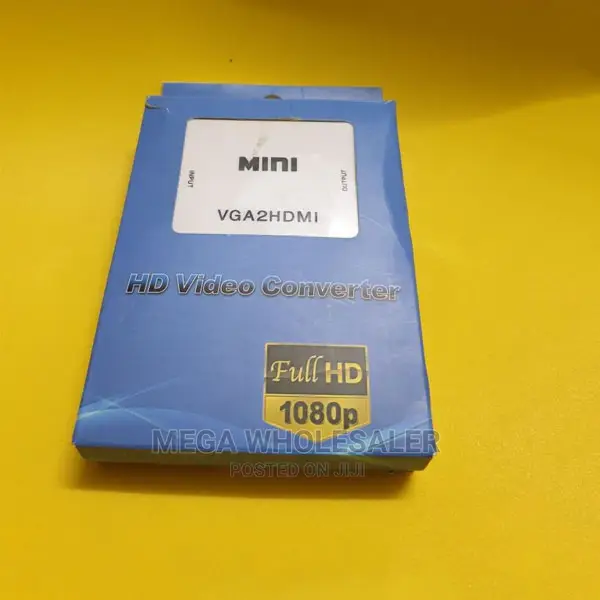 MINI
INPUT
OUTPUT
VGA2HDMI
HD Video Converter
Full HD
1080p
MEGA WHOLESALER
POSTED ON JIJI